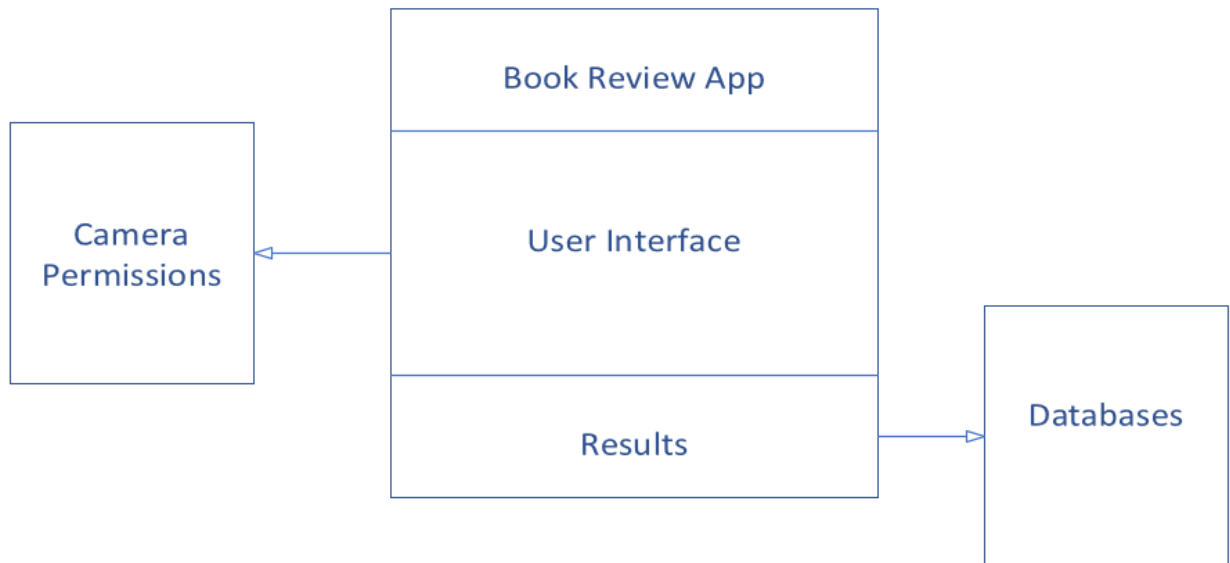 Book Review App
Camera
Permissions
User Interface
Databases
Results